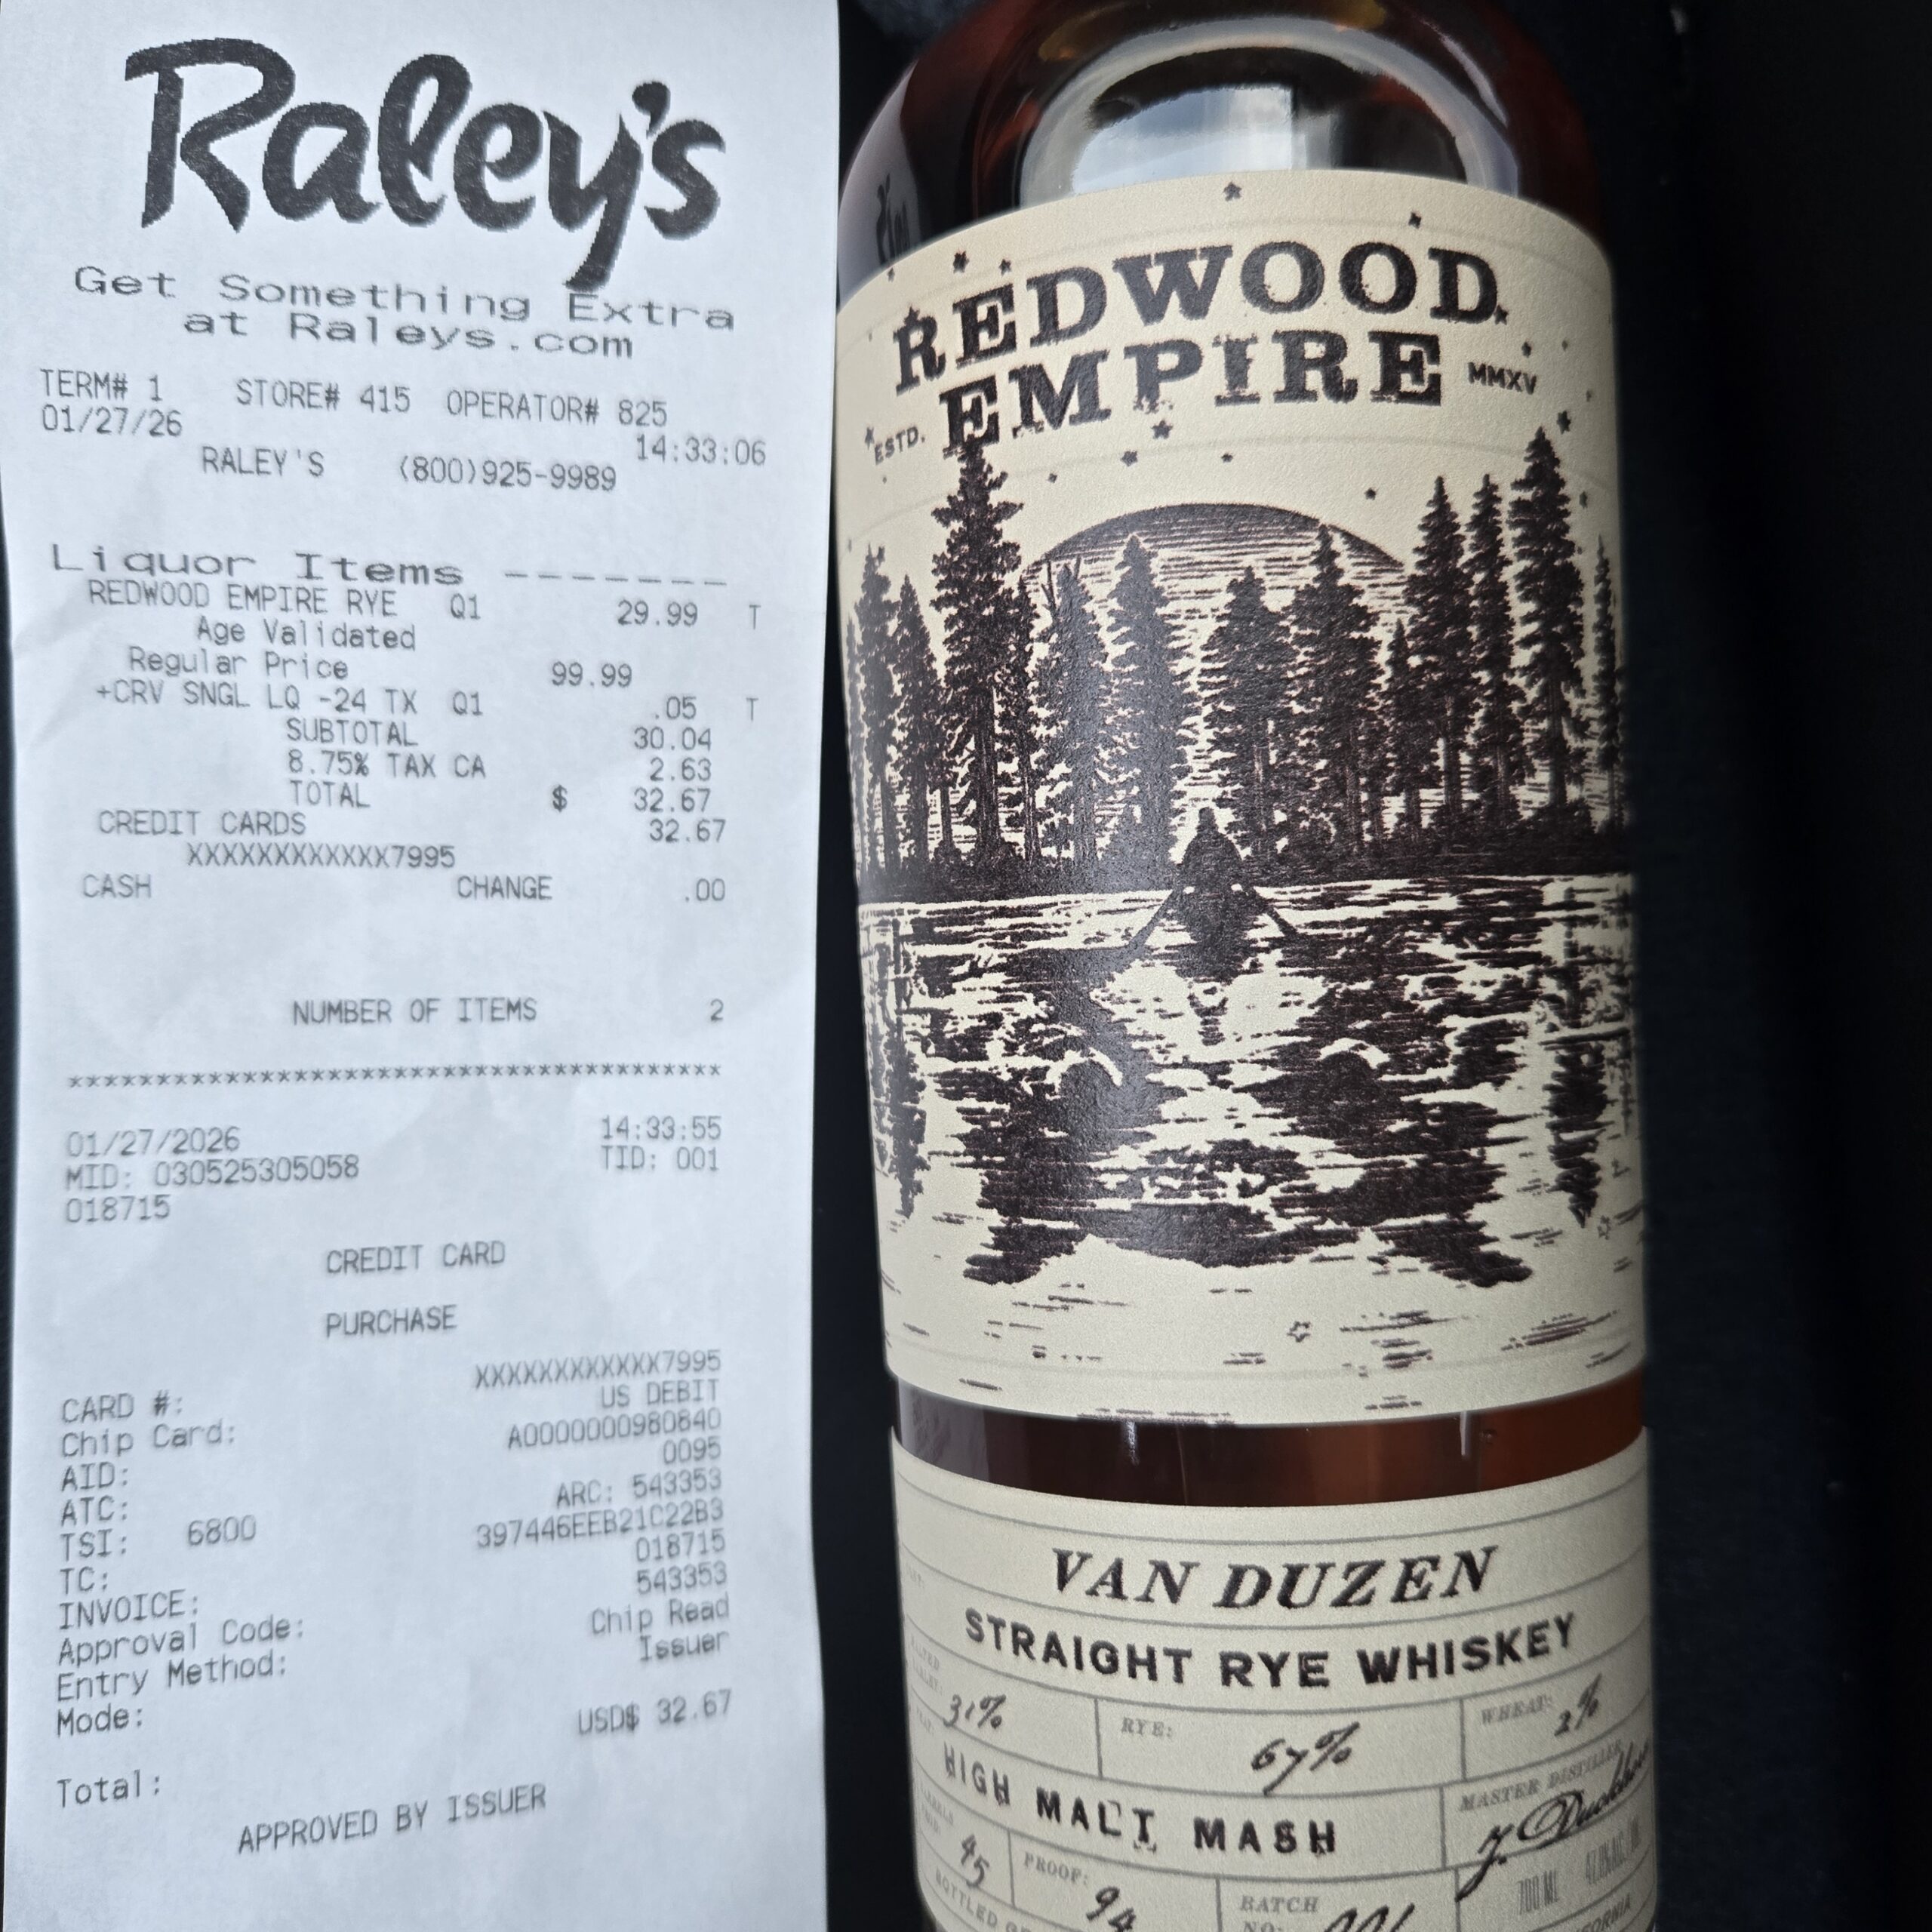 Raley's
Get Something Extra
at Raleys.com
TERM# 1 STORE# 415 OPERATOR# 825
01/27/26 14:33:06
RALEY'S (800)925-9989
Liquor Items -------
REDWOOD EMPIRE RYE Q1 29.99 T
Age Validated
Regular Price 99.99
+CRV SNGL LQ -24 TX Q1 .05 T
SUBTOTAL 30.04
8.75% TAX CA 2.63
TOTAL $ 32.67
CREDIT CARDS 32.67
XXXXXXXXXXXX7995
CASH CHANGE .00
NUMBER OF ITEMS 2
******************************************
01/27/2026 14:33:55
MID: 030525305058 TID: 001
018715
CREDIT CARD
PURCHASE
CARD #: XXXXXXXXXXXX7995
Chip Card: US DEBIT
AID: A0000000980840
ATC: 0095
TSI: 6800 ARC: 543353
TC: 397446EEB21C22B3
INVOICE: 018715
Approval Code: 543353
Entry Method: Chip Read
Mode: Issuer
Total: USD$ 32.67
APPROVED BY ISSUER
REDWOOD
EMPIRE
ESTD. MMXV
VAN DUZEN
STRAIGHT RYE WHISKEY
31% RYE: 67% WHEAT: 2%
HIGH MALT MASH
MASTER DISTILLER
45 PROOF: 94 BATCH NO:
700 ML
BOTTLED